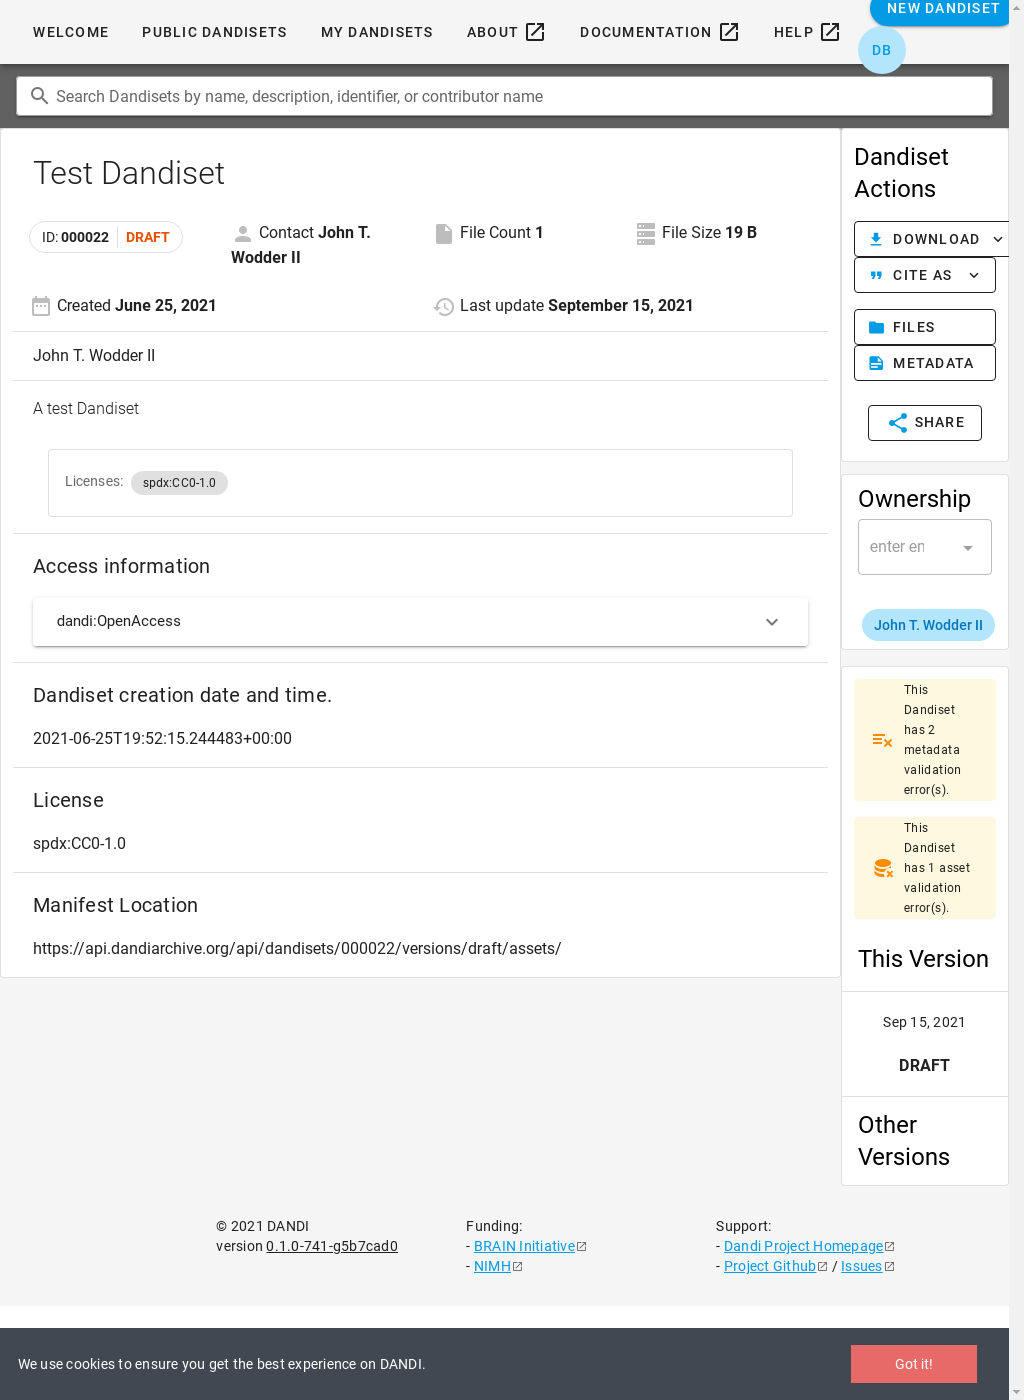 WELCOME PUBLIC DANDISETS MY DANDISETS ABOUT DOCUMENTATION HELP NEW DANDISET
DB
Search Dandisets by name, description, identifier, or contributor name
Test Dandiset
ID: 000022 DRAFT
Contact John T.
Wodder II
File Count 1
File Size 19 B
Created June 25, 2021
Last update September 15, 2021
John T. Wodder II
A test Dandiset
Licenses: spdx:CC0-1.0
Access information
dandi:OpenAccess
Dandiset creation date and time.
2021-06-25T19:52:15.244483+00:00
License
spdx:CC0-1.0
Manifest Location
https://api.dandiarchive.org/api/dandisets/000022/versions/draft/assets/
Dandiset
Actions
DOWNLOAD
CITE AS
FILES
METADATA
SHARE
Ownership
enter en
John T. Wodder II
This
Dandiset
has 2
metadata
validation
error(s).
This
Dandiset
has 1 asset
validation
error(s).
This Version
Sep 15, 2021
DRAFT
Other
Versions
© 2021 DANDI
version 0.1.0-741-g5b7cad0
Funding:
- BRAIN Initiative
- NIMH
Support:
- Dandi Project Homepage
- Project Github / Issues
We use cookies to ensure you get the best experience on DANDI.
Got it!